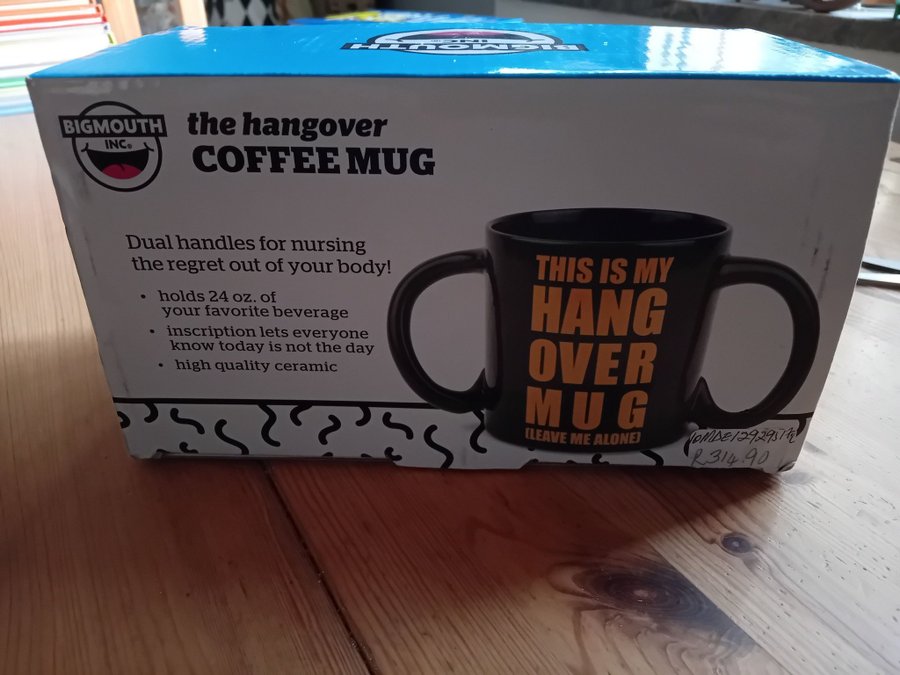 BIGMOUTH
INC®
BIGMOUTH
INC®
the hangover
COFFEE MUG
Dual handles for nursing
the regret out of your body!
• holds 24 oz. of
your favorite beverage
• inscription lets everyone
know today is not the day
• high quality ceramic
THIS IS MY
HANG
OVER
MUG
(LEAVE ME ALONE)
R314.90